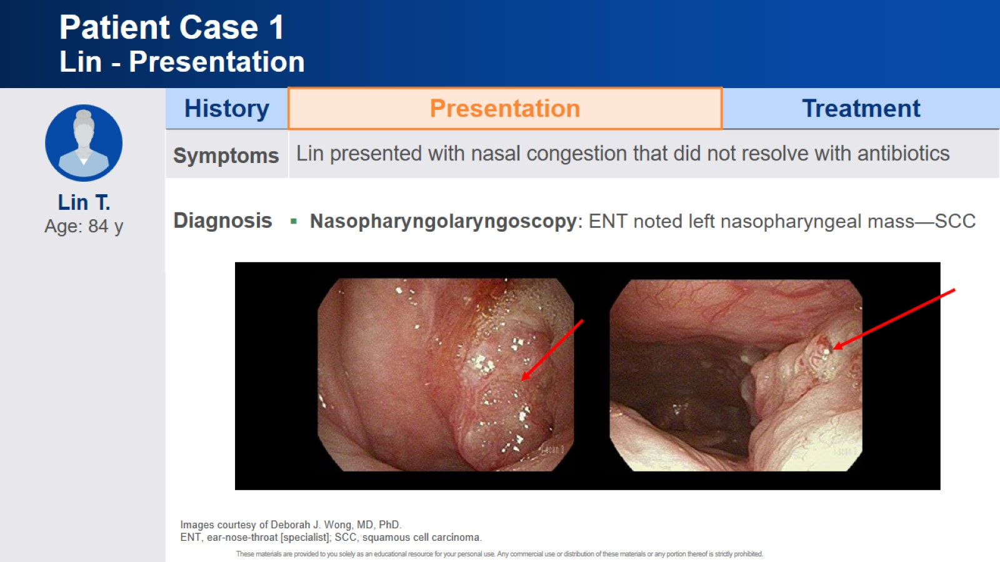 Patient Case 1
Lin - Presentation
History
Presentation
Treatment
Lin T.
Age: 84 y
Symptoms
Lin presented with nasal congestion that did not resolve with antibiotics
Diagnosis
▪ Nasopharyngolaryngoscopy: ENT noted left nasopharyngeal mass—SCC
i-scan 3
i-scan 3
Images courtesy of Deborah J. Wong, MD, PhD.
ENT, ear-nose-throat [specialist]; SCC, squamous cell carcinoma.
These materials are provided to you solely as an educational resource for your personal use. Any commercial use or distribution of these materials or any portion thereof is strictly prohibited.